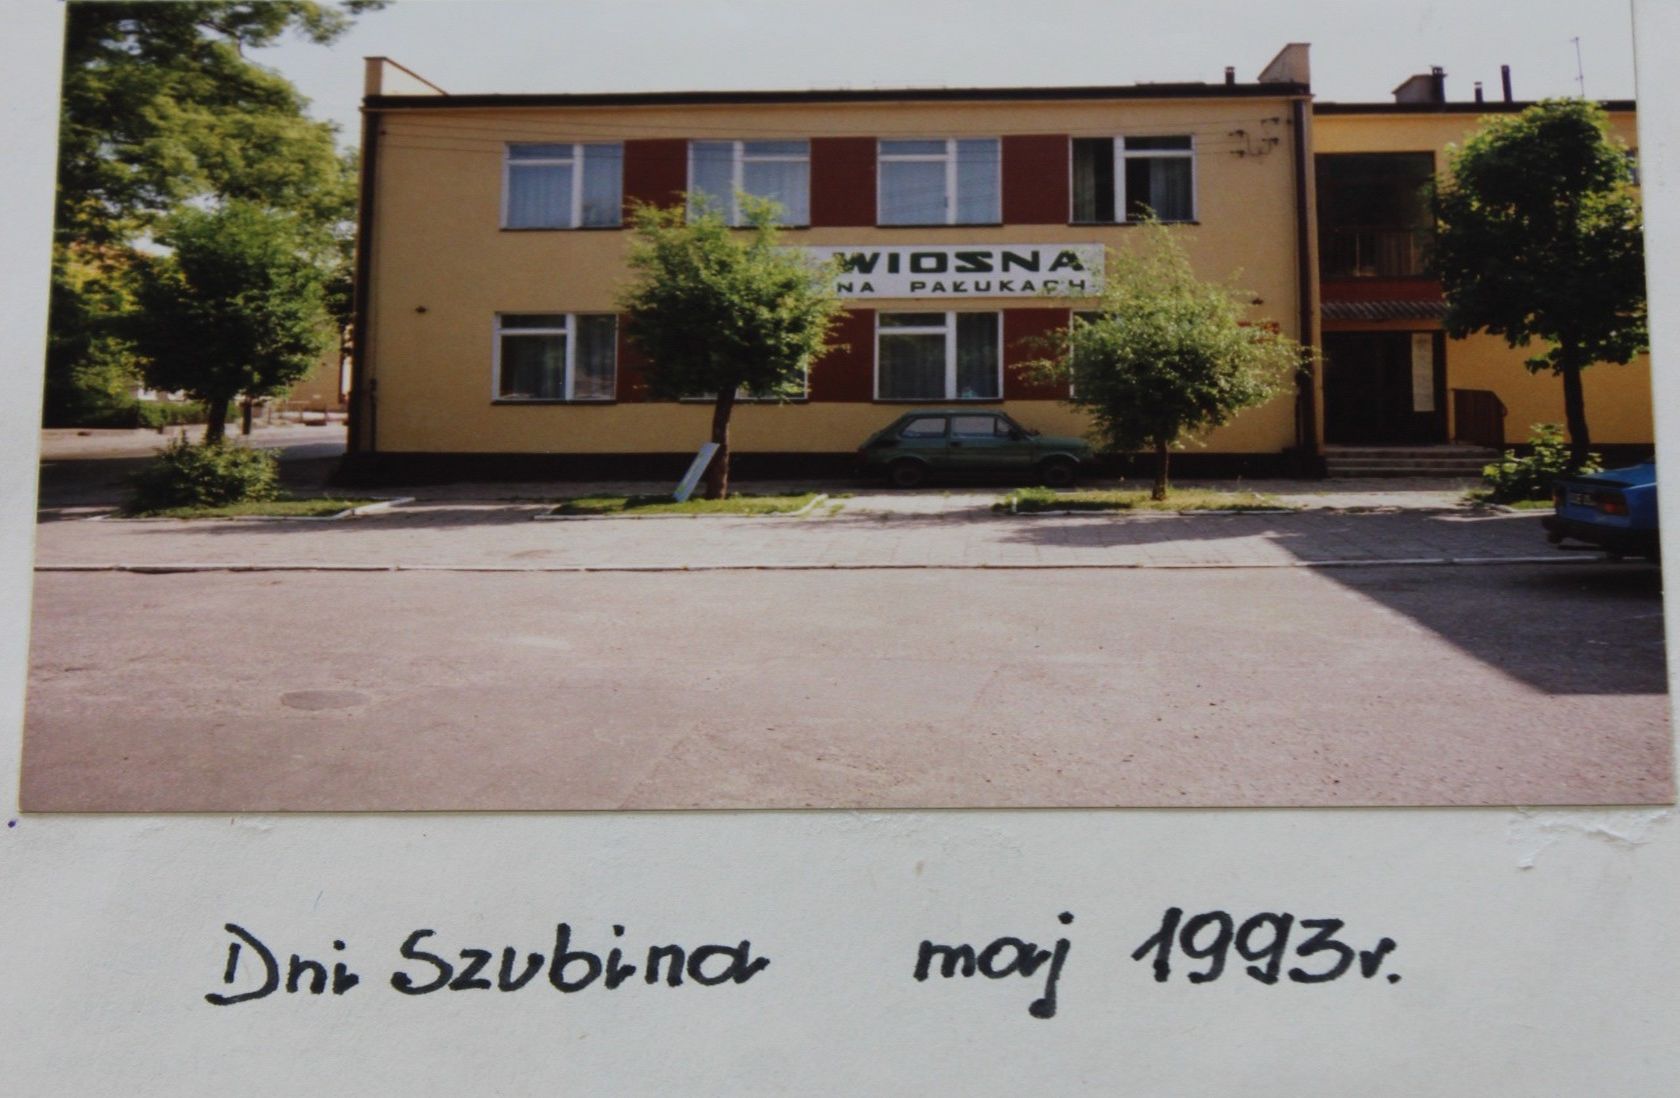 WIOSNA
NA PAŁUKACH
Dni Szubina maj 1993r.